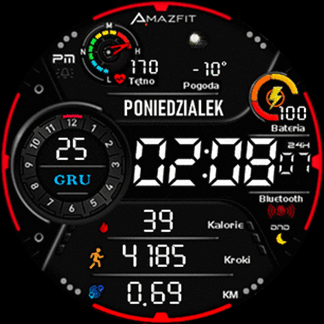 AMAZFIT
PM
L M H
170
Tętno
-10°
Pogoda
PONIEDZIALEK
100
Bateria
12 1 2 3 4 5 6 7 8 9 10 11
25
GRU
02:08
24H
07
Bluetooth
DND
39 Kalorie
4185 Kroki
0.69 KM